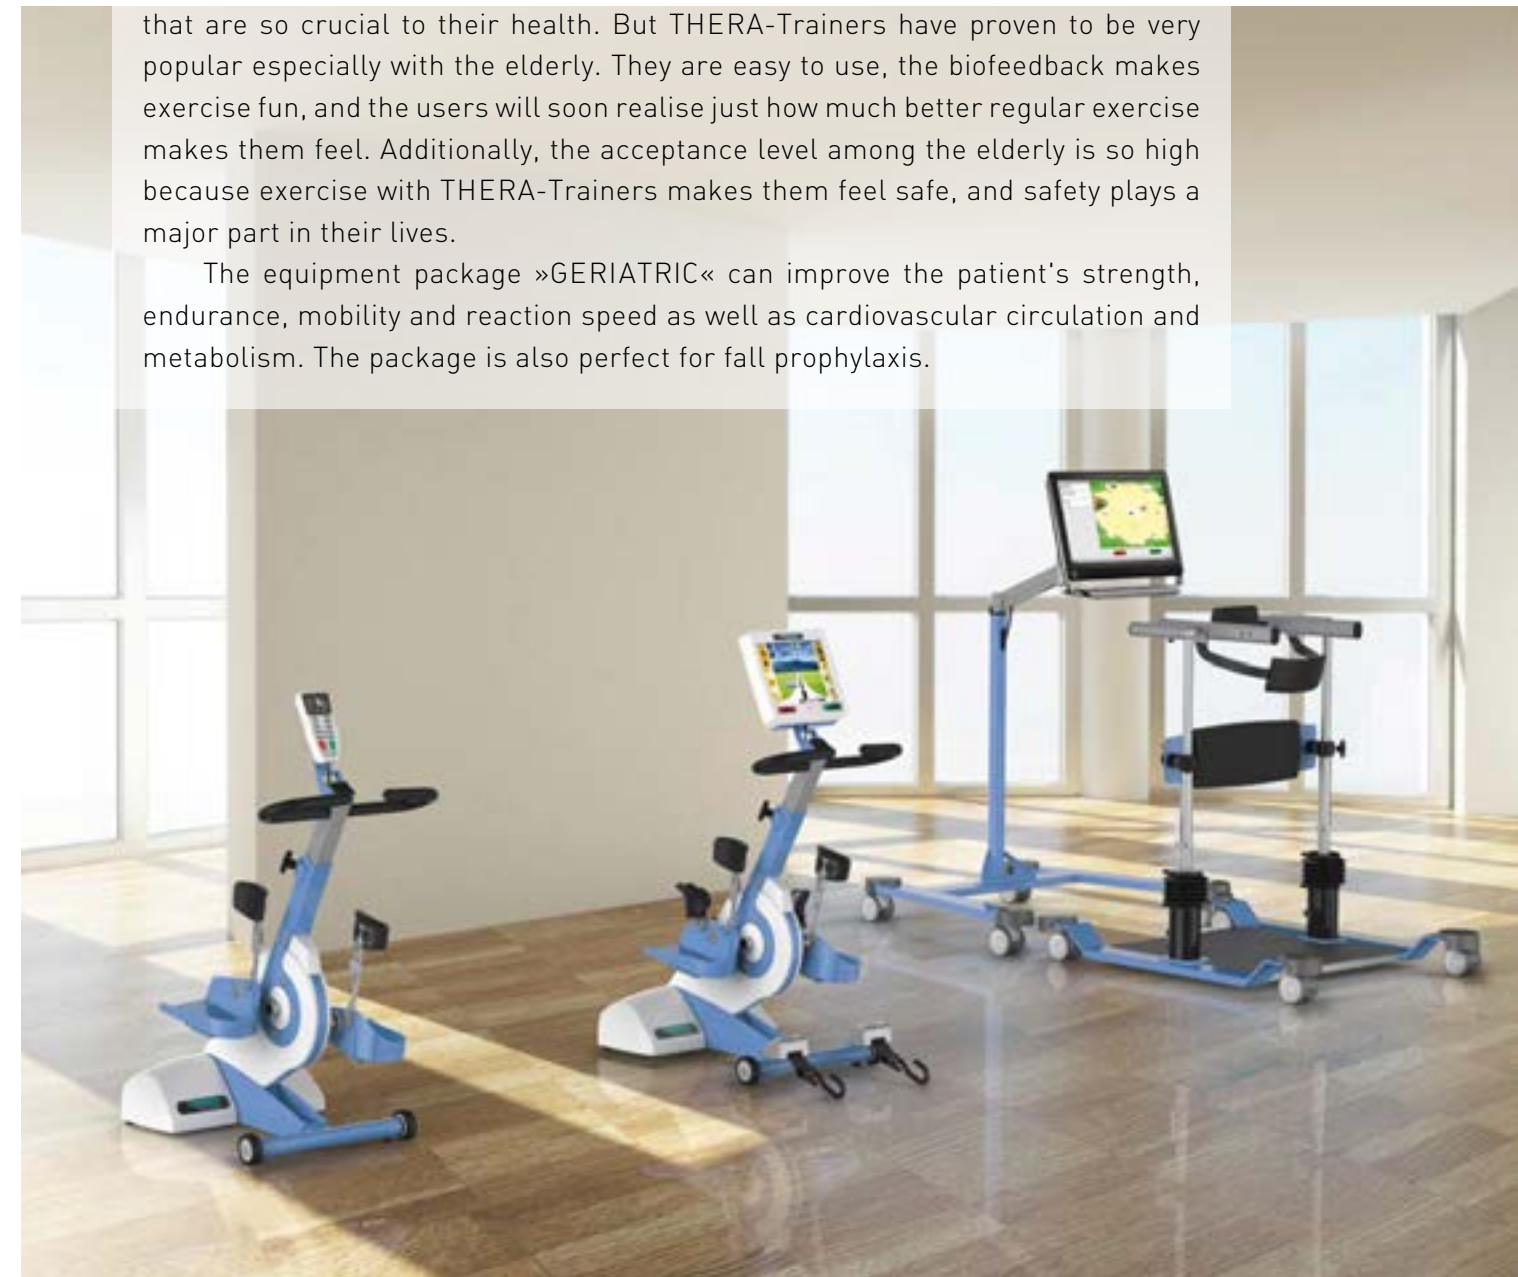 that are so crucial to their health. But THERA-Trainers have proven to be very
popular especially with the elderly. They are easy to use, the biofeedback makes
exercise fun, and the users will soon realise just how much better regular exercise
makes them feel. Additionally, the acceptance level among the elderly is so high
because exercise with THERA-Trainers makes them feel safe, and safety plays a
major part in their lives.
The equipment package »GERIATRIC« can improve the patient's strength,
endurance, mobility and reaction speed as well as cardiovascular circulation and
metabolism. The package is also perfect for fall prophylaxis.